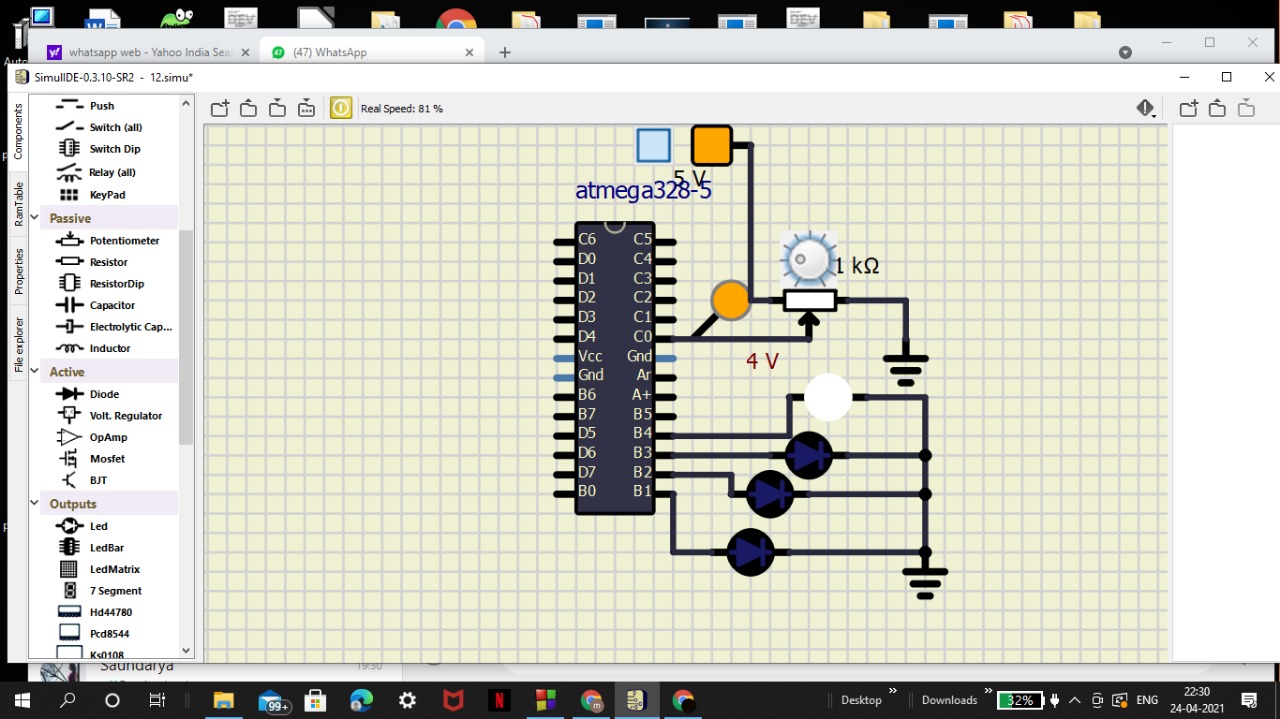 DEV
DEV
Auto
whatsapp web - Yahoo India Sea
47
(47) WhatsApp
SimulIDE-0.3.10-SR2 - 12.simu*
Components
RamTable
Properties
File explorer
Push
Switch (all)
Switch Dip
Relay (all)
KeyPad
Passive
Potentiometer
Resistor
ResistorDip
Capacitor
Electrolytic Cap...
Inductor
Active
Diode
Volt. Regulator
OpAmp
Mosfet
BJT
Outputs
Led
LedBar
LedMatrix
7 Segment
Hd44780
Pcd8544
Ks0108
Real Speed: 81 %
5 V
atmega328-5
C6 C5
D0 C4
D1 C3
D2 C2
D3 C1
D4 C0
Vcc Gnd
Gnd Ar
B6 A+
B7 B5
D5 B4
D6 B3
D7 B2
B0 B1
1 kΩ
4 V
Saundarya
19:30
99+
Desktop
Downloads
32%
ENG
22:30
24-04-2021